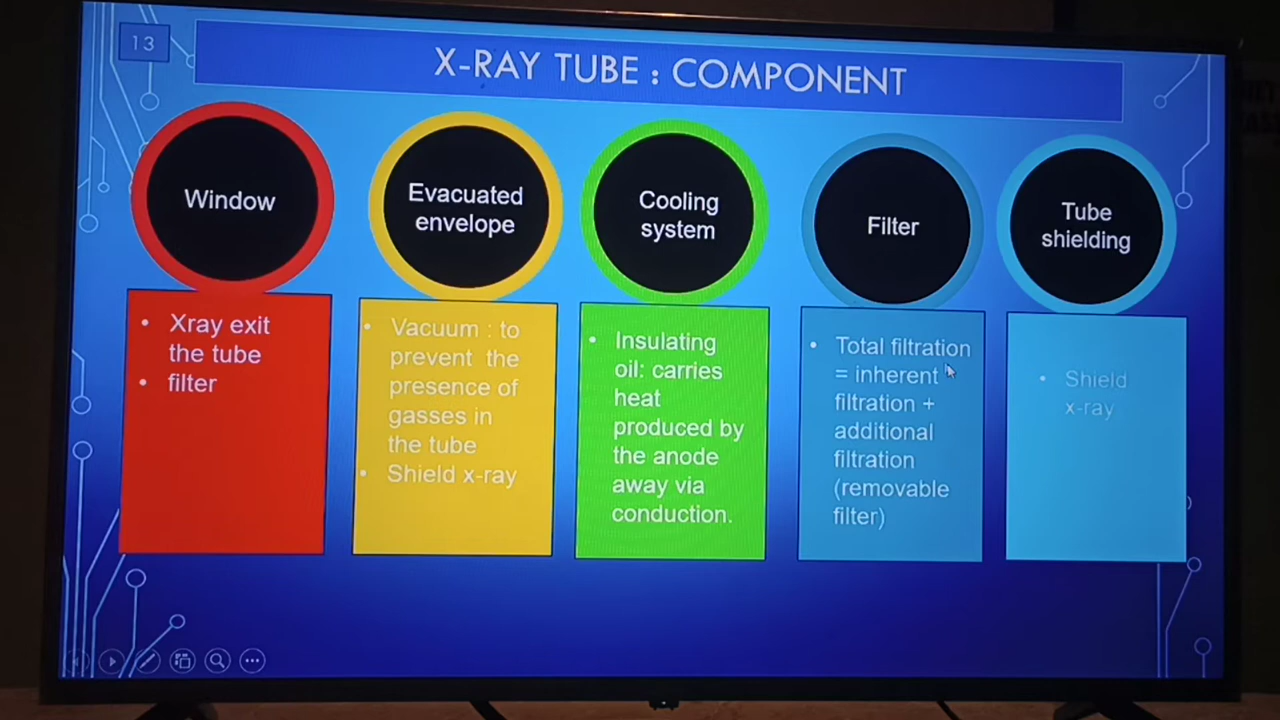 13
X-RAY TUBE : COMPONENT
Window
Evacuated
envelope
Cooling
system
Filter
Tube
shielding
• Xray exit
the tube
• filter
• Vacuum : to
prevent the
presence of
gasses in
the tube
• Shield x-ray
• Insulating
oil: carries
heat
produced by
the anode
away via
conduction.
• Total filtration
= inherent
filtration +
additional
filtration
(removable
filter)
• Shield
x-ray